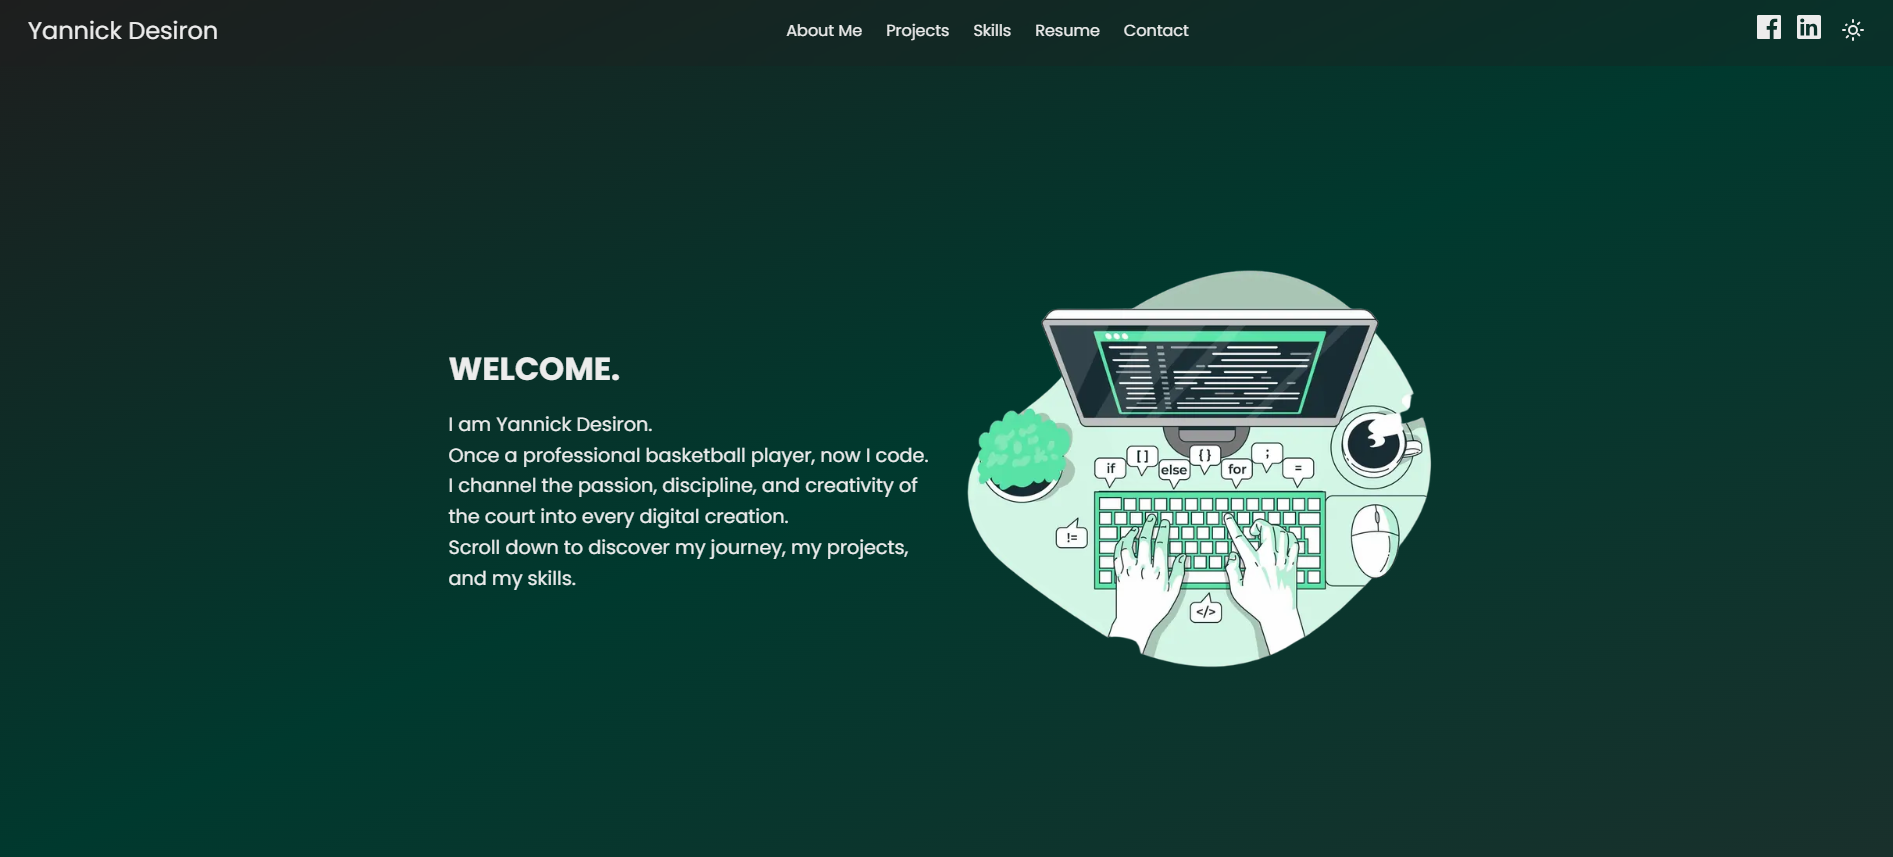 Yannick Desiron
About Me Projects Skills Resume Contact
in
WELCOME.
I am Yannick Desiron.
Once a professional basketball player, now I code.
I channel the passion, discipline, and creativity of
the court into every digital creation.
Scroll down to discover my journey, my projects,
and my skills.
if [] else {} for ; =
!=
</>